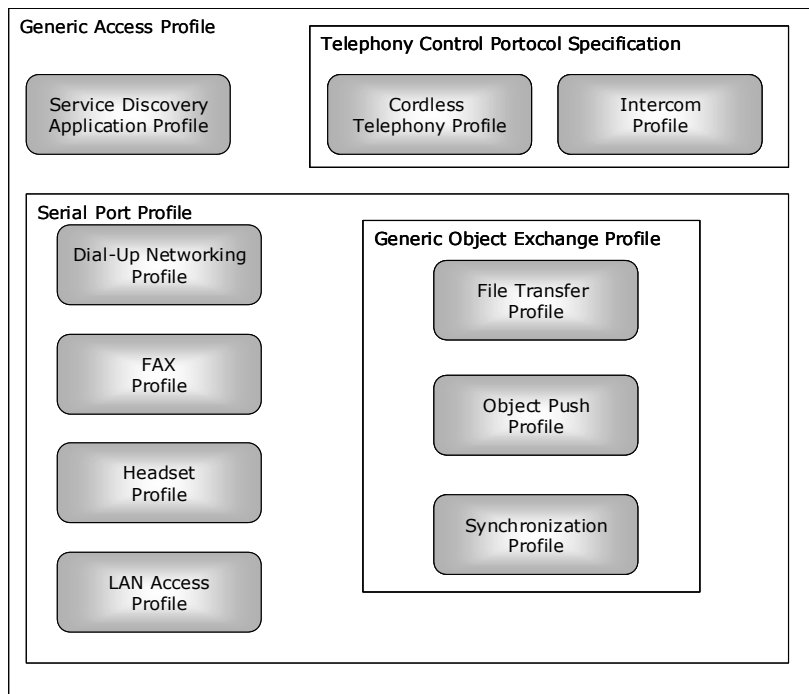 Generic Access Profile
Telephony Control Portocol Specification
Service Discovery
Application Profile
Cordless
Telephony Profile
Intercom
Profile
Serial Port Profile
Dial-Up Networking
Profile
FAX
Profile
Headset
Profile
LAN Access
Profile
Generic Object Exchange Profile
File Transfer
Profile
Object Push
Profile
Synchronization
Profile